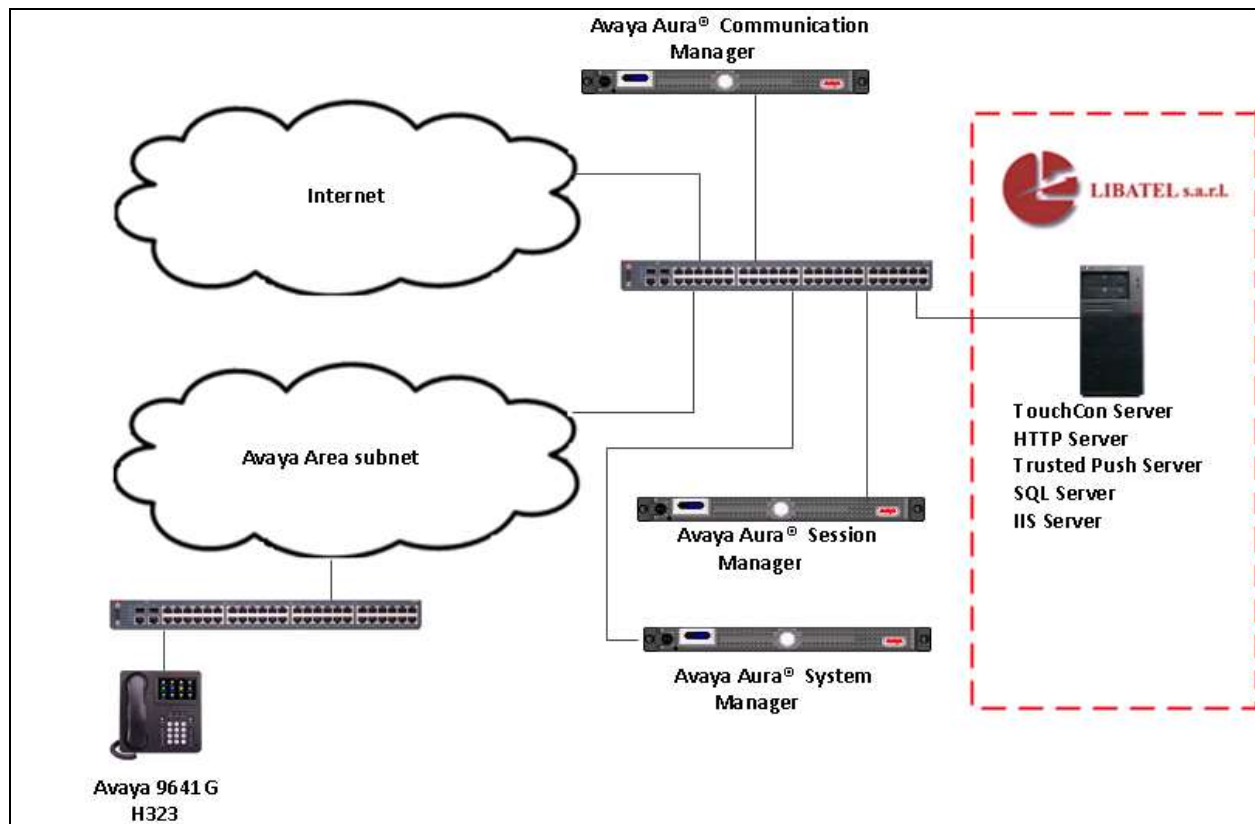 Avaya Aura® Communication
Manager
Internet
LIBATEL s.a.r.l.
TouchCon Server
HTTP Server
Trusted Push Server
SQL Server
IIS Server
Avaya Area subnet
Avaya Aura® Session
Manager
Avaya Aura® System
Manager
Avaya 9641G
H323